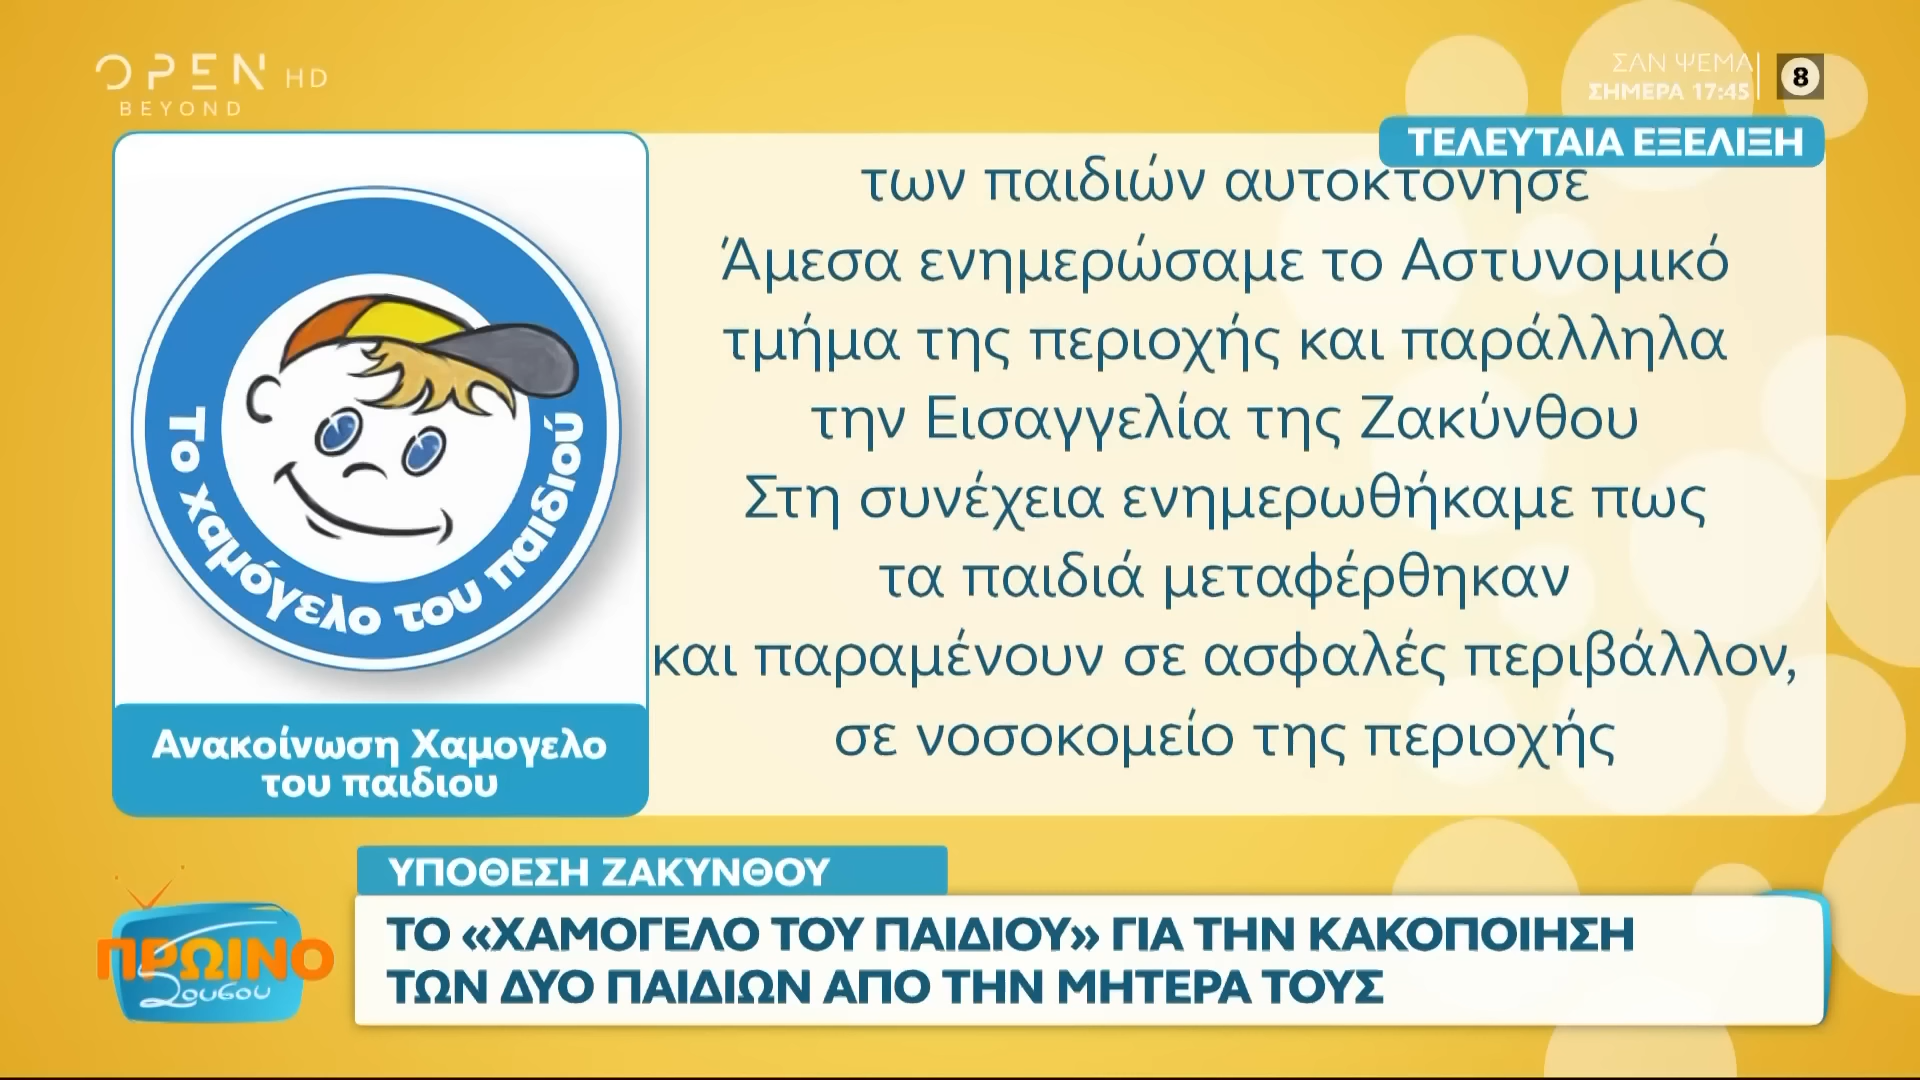 OPEN HD
BEYOND
ΣΑΝ ΨΕΜΑ
ΣΗΜΕΡΑ 17:45
8
ΤΕΛΕΥΤΑΙΑ ΕΞΕΛΙΞΗ
των παιδιών αυτοκτόνησε
Άμεσα ενημερώσαμε το Αστυνομικό
τμήμα της περιοχής και παράλληλα
την Εισαγγελία της Ζακύνθου
Στη συνέχεια ενημερωθήκαμε πως
τα παιδιά μεταφέρθηκαν
και παραμένουν σε ασφαλές περιβάλλον,
σε νοσοκομείο της περιοχής
Το χαμόγελο του παιδιού
Ανακοίνωση Χαμογελο
του παιδιου
ΥΠΟΘΕΣΗ ΖΑΚΥΝΘΟΥ
ΤΟ «ΧΑΜΟΓΕΛΟ ΤΟΥ ΠΑΙΔΙΟΥ» ΓΙΑ ΤΗΝ ΚΑΚΟΠΟΙΗΣΗ
ΤΩΝ ΔΥΟ ΠΑΙΔΙΩΝ ΑΠΟ ΤΗΝ ΜΗΤΕΡΑ ΤΟΥΣ
ΠΡΩΙΝΟ
Σουσου